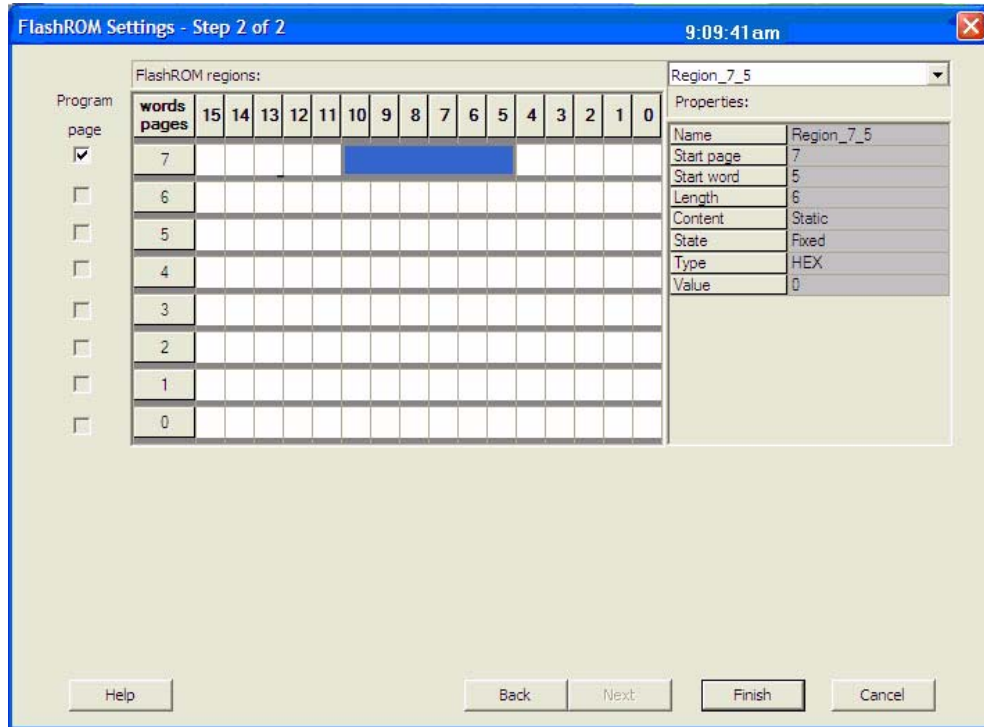 FlashROM Settings - Step 2 of 2
9:09:41am
FlashROM regions:
Region_7_5
Program page
words pages 15 14 13 12 11 10 9 8 7 6 5 4 3 2 1 0
7
6
5
4
3
2
1
0
Properties:
Name Region_7_5
Start page 7
Start word 5
Length 6
Content Static
State Fixed
Type HEX
Value 0
Help
Back
Next
Finish
Cancel